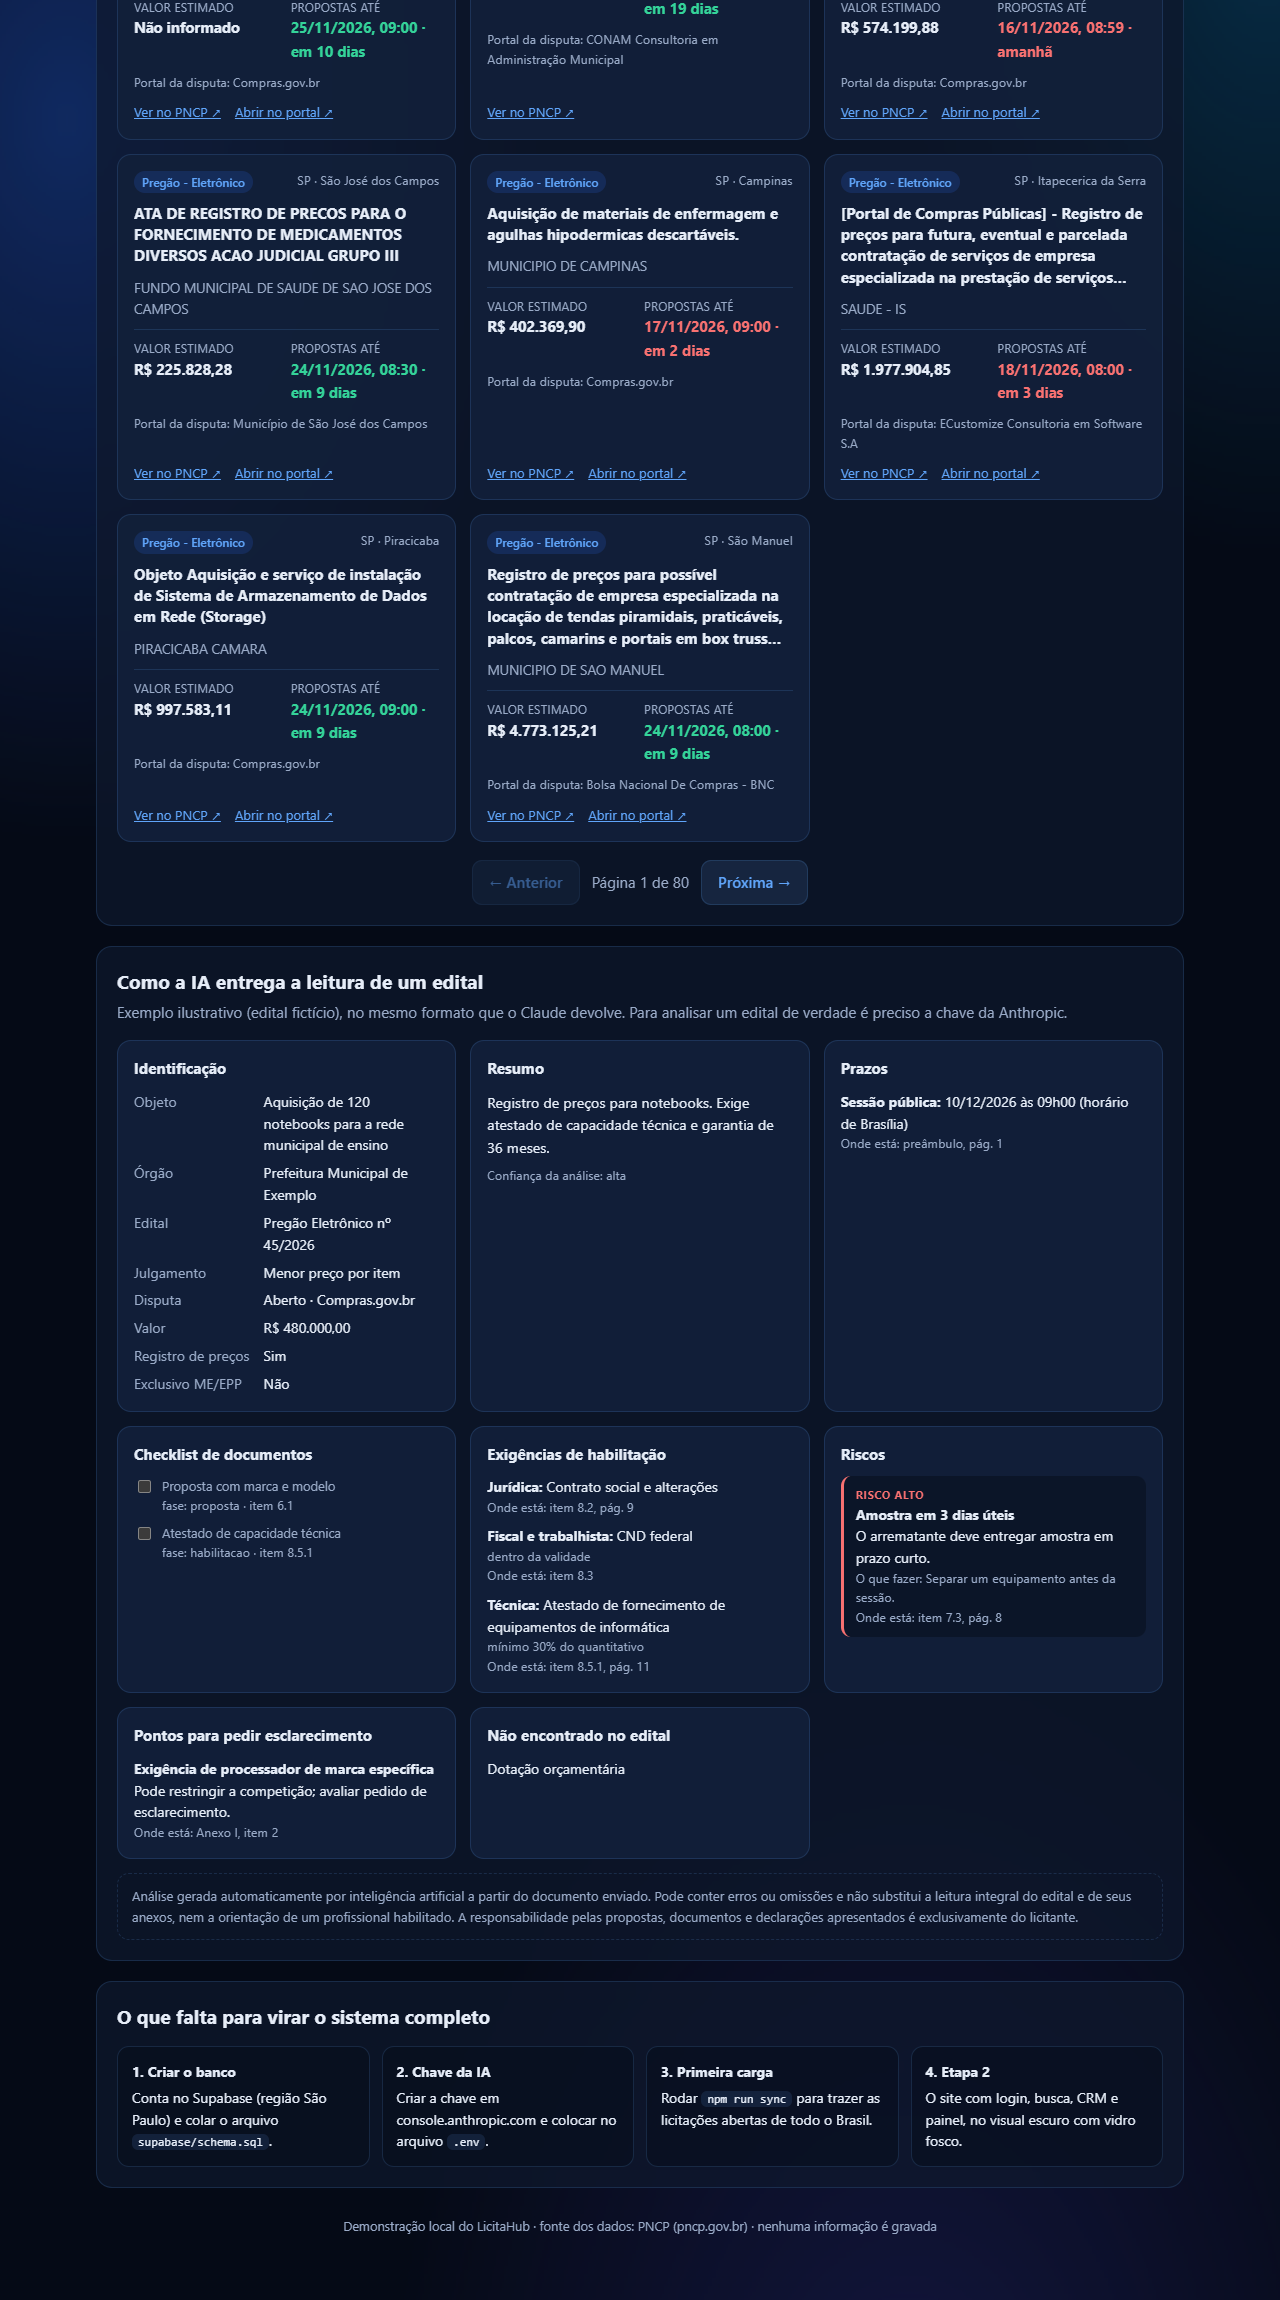 VALOR ESTIMADO
Não informado
PROPOSTAS ATÉ
25/11/2026, 09:00 ·
em 10 dias
Portal da disputa: Compras.gov.br
Ver no PNCP ↗ Abrir no portal ↗
em 19 dias
Portal da disputa: CONAM Consultoria em
Administração Municipal
Ver no PNCP ↗
VALOR ESTIMADO
R$ 574.199,88
PROPOSTAS ATÉ
16/11/2026, 08:59 ·
amanhã
Portal da disputa: Compras.gov.br
Ver no PNCP ↗ Abrir no portal ↗
Pregão - Eletrônico
SP · São José dos Campos
ATA DE REGISTRO DE PRECOS PARA O
FORNECIMENTO DE MEDICAMENTOS
DIVERSOS ACAO JUDICIAL GRUPO III
FUNDO MUNICIPAL DE SAUDE DE SAO JOSE DOS
CAMPOS
VALOR ESTIMADO
R$ 225.828,28
PROPOSTAS ATÉ
24/11/2026, 08:30 ·
em 9 dias
Portal da disputa: Município de São José dos Campos
Ver no PNCP ↗ Abrir no portal ↗
Pregão - Eletrônico
SP · Campinas
Aquisição de materiais de enfermagem e
agulhas hipodermicas descartáveis.
MUNICIPIO DE CAMPINAS
VALOR ESTIMADO
R$ 402.369,90
PROPOSTAS ATÉ
17/11/2026, 09:00 ·
em 2 dias
Portal da disputa: Compras.gov.br
Ver no PNCP ↗ Abrir no portal ↗
Pregão - Eletrônico
SP · Itapecerica da Serra
[Portal de Compras Públicas] - Registro de
preços para futura, eventual e parcelada
contratação de serviços de empresa
especializada na prestação de serviços...
SAUDE - IS
VALOR ESTIMADO
R$ 1.977.904,85
PROPOSTAS ATÉ
18/11/2026, 08:00 ·
em 3 dias
Portal da disputa: ECustomize Consultoria em Software
S.A
Ver no PNCP ↗ Abrir no portal ↗
Pregão - Eletrônico
SP · Piracicaba
Objeto Aquisição e serviço de instalação
de Sistema de Armazenamento de Dados
em Rede (Storage)
PIRACICABA CAMARA
VALOR ESTIMADO
R$ 997.583,11
PROPOSTAS ATÉ
24/11/2026, 09:00 ·
em 9 dias
Portal da disputa: Compras.gov.br
Ver no PNCP ↗ Abrir no portal ↗
Pregão - Eletrônico
SP · São Manuel
Registro de preços para possível
contratação de empresa especializada na
locação de tendas piramidais, praticáveis,
palcos, camarins e portais em box truss...
MUNICIPIO DE SAO MANUEL
VALOR ESTIMADO
R$ 4.773.125,21
PROPOSTAS ATÉ
24/11/2026, 08:00 ·
em 9 dias
Portal da disputa: Bolsa Nacional De Compras - BNC
Ver no PNCP ↗ Abrir no portal ↗
← Anterior Página 1 de 80 Próxima →
Como a IA entrega a leitura de um edital
Exemplo ilustrativo (edital fictício), no mesmo formato que o Claude devolve. Para analisar um edital de verdade é preciso a chave da Anthropic.
Identificação
Objeto Aquisição de 120
notebooks para a rede
municipal de ensino
Órgão Prefeitura Municipal de
Exemplo
Edital Pregão Eletrônico nº
45/2026
Julgamento Menor preço por item
Disputa Aberto · Compras.gov.br
Valor R$ 480.000,00
Registro de preços Sim
Exclusivo ME/EPP Não
Resumo
Registro de preços para notebooks. Exige
atestado de capacidade técnica e garantia de
36 meses.
Confiança da análise: alta
Prazos
Sessão pública: 10/12/2026 às 09h00 (horário
de Brasília)
Onde está: preâmbulo, pág. 1
Checklist de documentos
Proposta com marca e modelo
fase: proposta · item 6.1
Atestado de capacidade técnica
fase: habilitacao · item 8.5.1
Exigências de habilitação
Jurídica: Contrato social e alterações
Onde está: item 8.2, pág. 9
Fiscal e trabalhista: CND federal
dentro da validade
Onde está: item 8.3
Técnica: Atestado de fornecimento de
equipamentos de informática
mínimo 30% do quantitativo
Onde está: item 8.5.1, pág. 11
Riscos
RISCO ALTO
Amostra em 3 dias úteis
O arrematante deve entregar amostra em
prazo curto.
O que fazer: Separar um equipamento antes da
sessão.
Onde está: item 7.3, pág. 8
Pontos para pedir esclarecimento
Exigência de processador de marca específica
Pode restringir a competição; avaliar pedido de
esclarecimento.
Onde está: Anexo I, item 2
Não encontrado no edital
Dotação orçamentária
Análise gerada automaticamente por inteligência artificial a partir do documento enviado. Pode conter erros ou omissões e não substitui a leitura integral do edital e de seus
anexos, nem a orientação de um profissional habilitado. A responsabilidade pelas propostas, documentos e declarações apresentados é exclusivamente do licitante.
O que falta para virar o sistema completo
1. Criar o banco
Conta no Supabase (região São
Paulo) e colar o arquivo
supabase/schema.sql.
2. Chave da IA
Criar a chave em
console.anthropic.com e colocar no
arquivo .env.
3. Primeira carga
Rodar npm run sync para trazer as
licitações abertas de todo o Brasil.
4. Etapa 2
O site com login, busca, CRM e
painel, no visual escuro com vidro
fosco.
Demonstração local do LicitaHub · fonte dos dados: PNCP (pncp.gov.br) · nenhuma informação é gravada